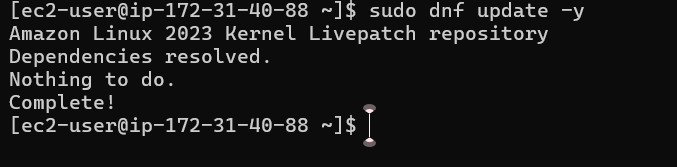 [ec2-user@ip-172-31-40-88 ~]$ sudo dnf update -y
Amazon Linux 2023 Kernel Livepatch repository
Dependencies resolved.
Nothing to do.
Complete!
[ec2-user@ip-172-31-40-88 ~]$